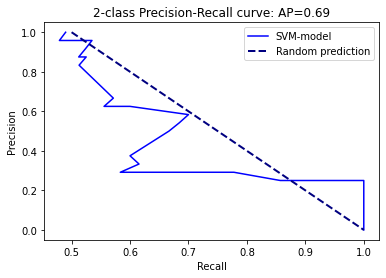 2-class Precision-Recall curve: AP=0.69
SVM-model
Random prediction
Precision
1.0
0.8
0.6
0.4
0.2
0.0
0.5 0.6 0.7 0.8 0.9 1.0
Recall